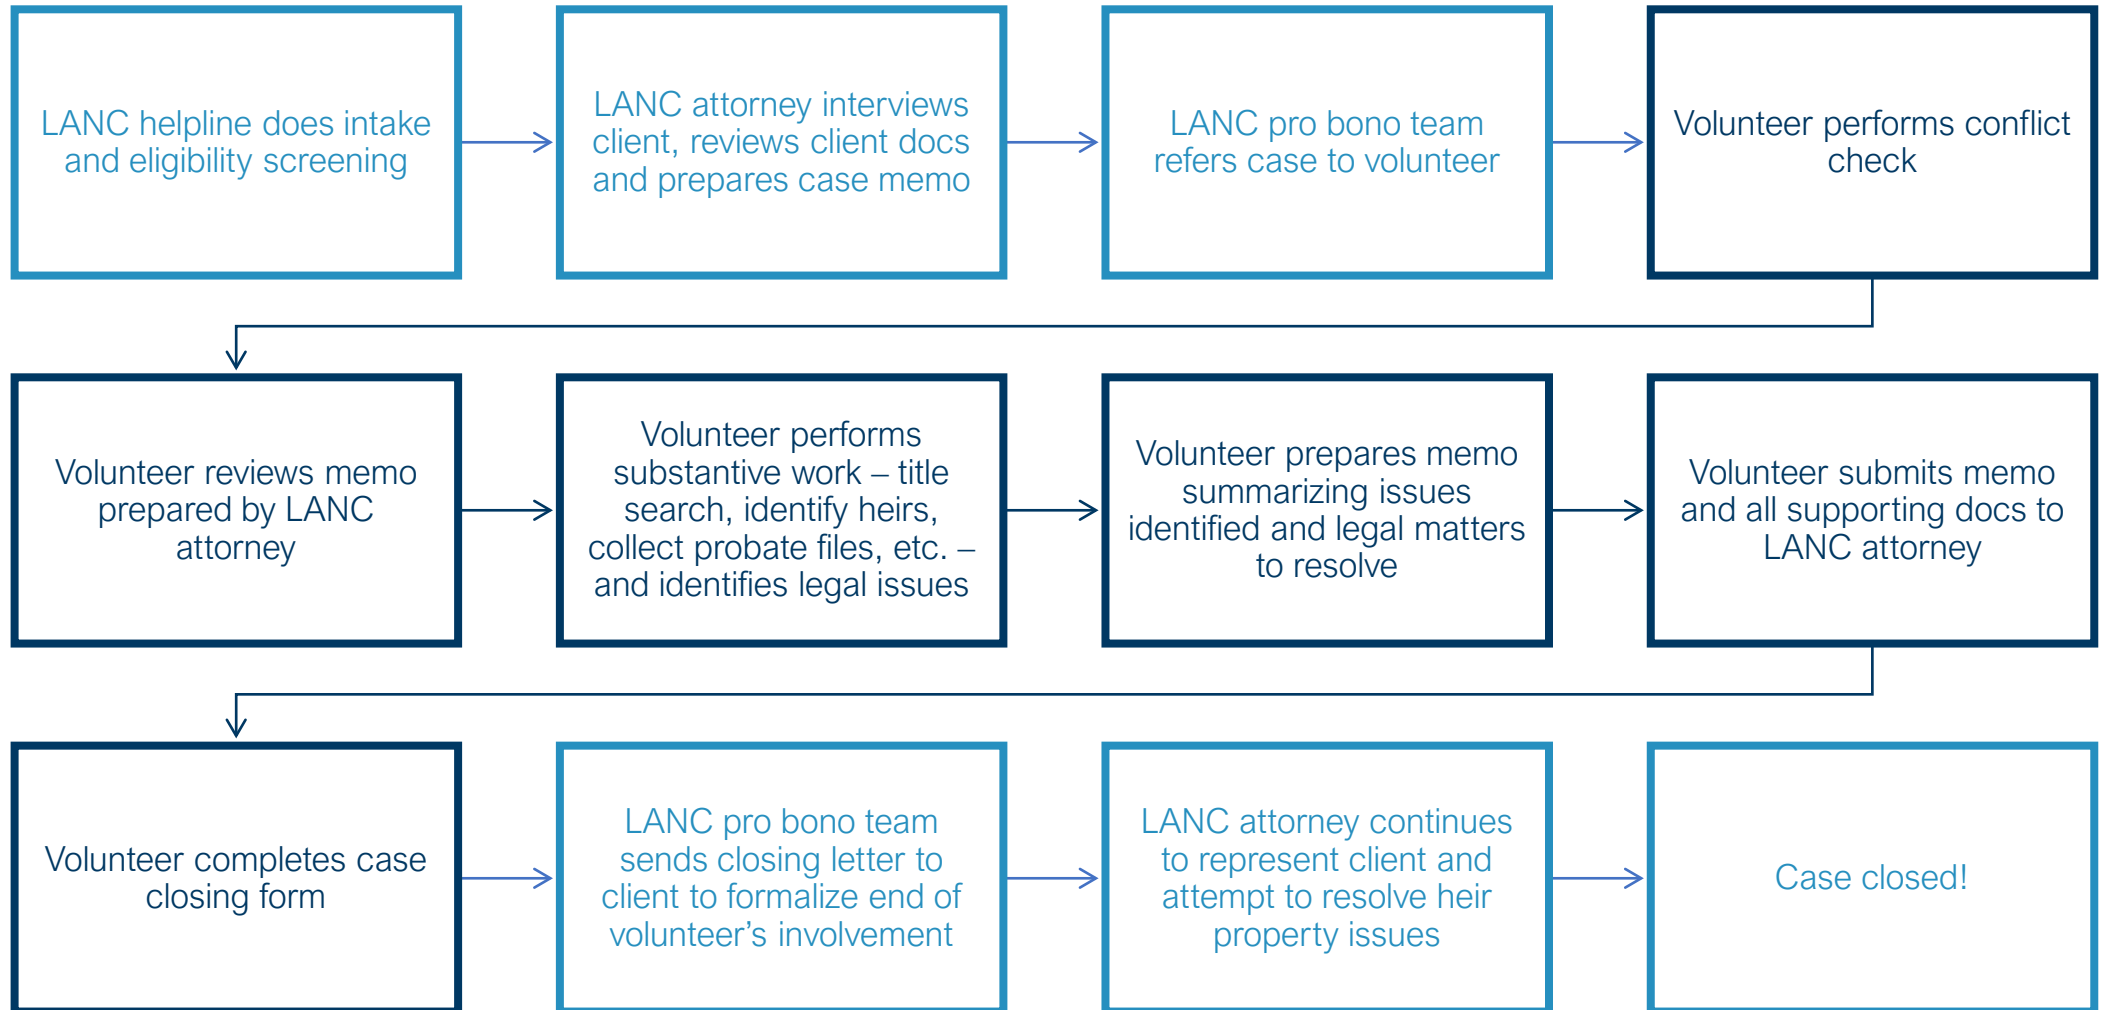 LANC helpline does intake
and eligibility screening
LANC attorney interviews
client, reviews client docs
and prepares case memo
LANC pro bono team
refers case to volunteer
Volunteer performs conflict
check
Volunteer reviews memo
prepared by LANC
attorney
Volunteer performs
substantive work – title
search, identify heirs,
collect probate files, etc. –
and identifies legal issues
Volunteer prepares memo
summarizing issues
identified and legal matters
to resolve
Volunteer submits memo
and all supporting docs to
LANC attorney
Volunteer completes case
closing form
LANC pro bono team
sends closing letter to
client to formalize end of
volunteer’s involvement
LANC attorney continues
to represent client and
attempt to resolve heir
property issues
Case closed!